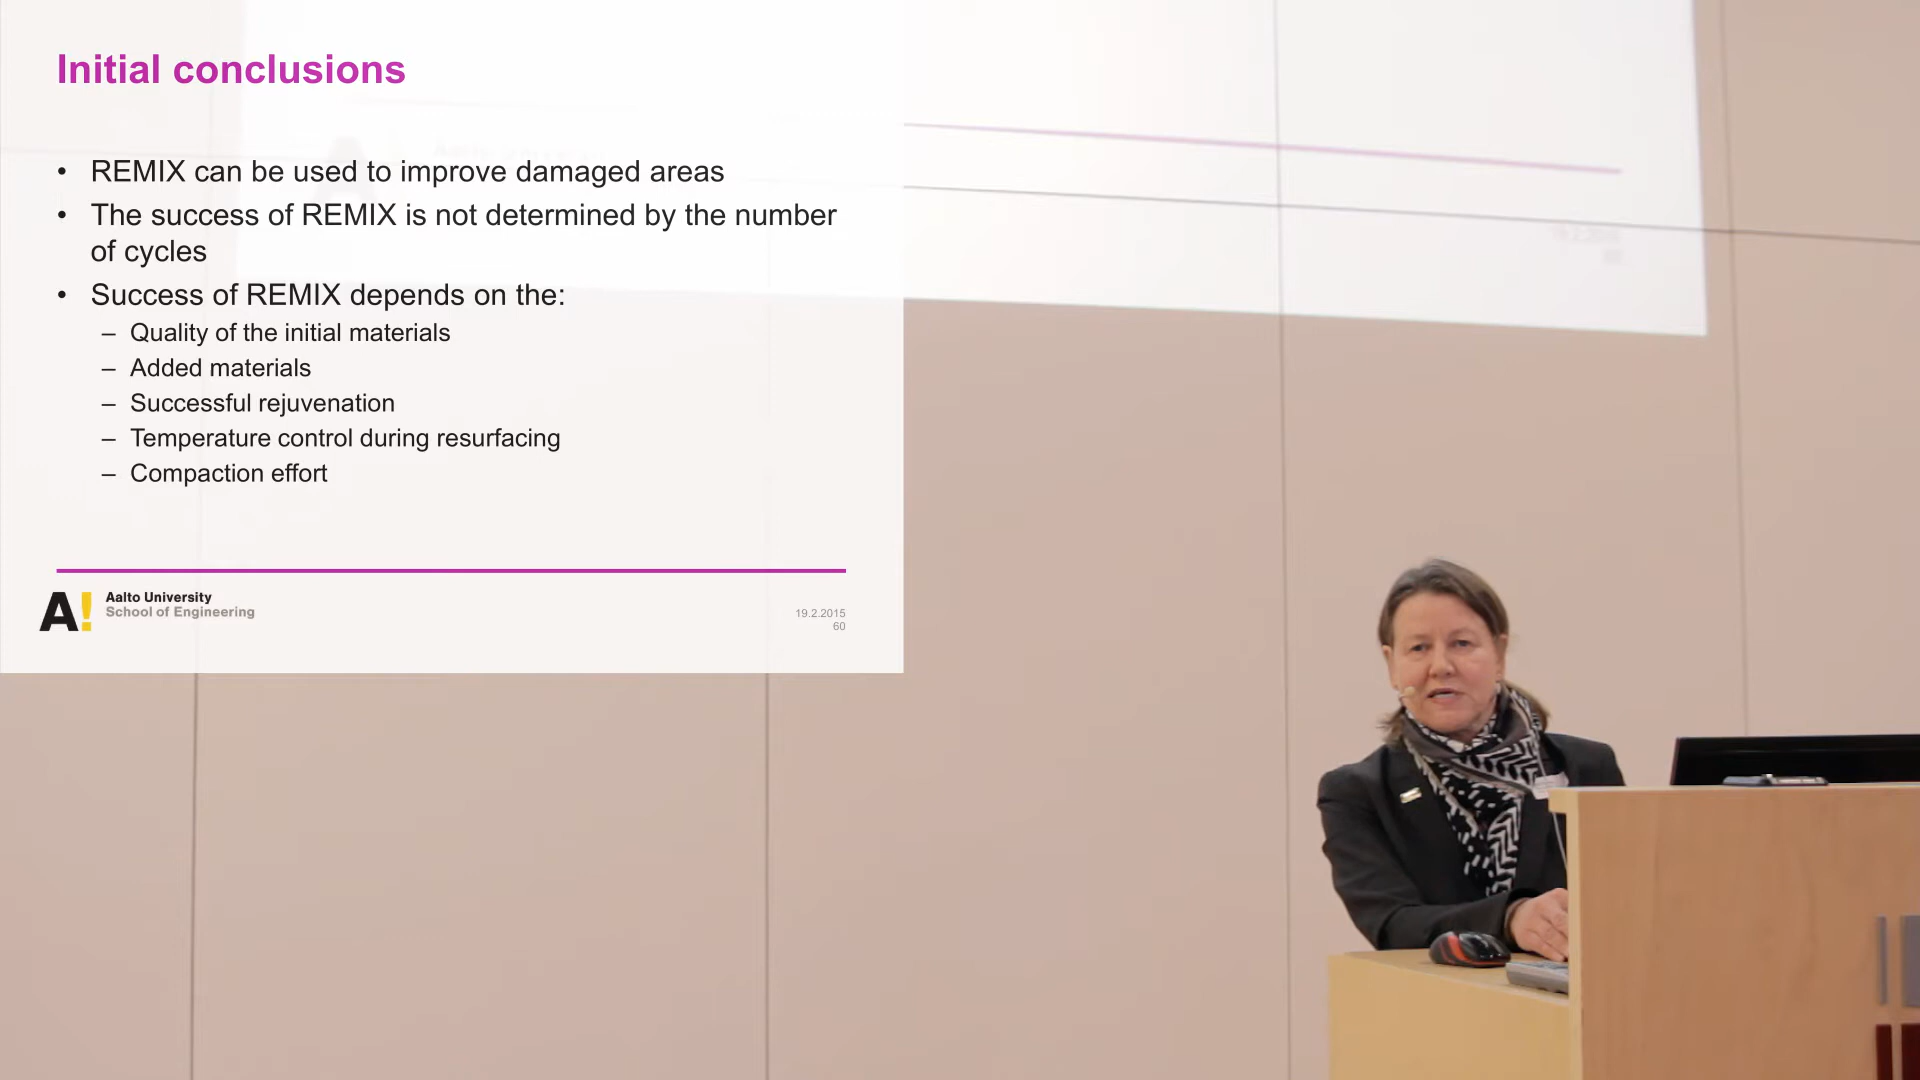 Initial conclusions
• REMIX can be used to improve damaged areas
• The success of REMIX is not determined by the number
of cycles
• Success of REMIX depends on the:
– Quality of the initial materials
– Added materials
– Successful rejuvenation
– Temperature control during resurfacing
– Compaction effort
A! Aalto University
School of Engineering
19.2.2015
60